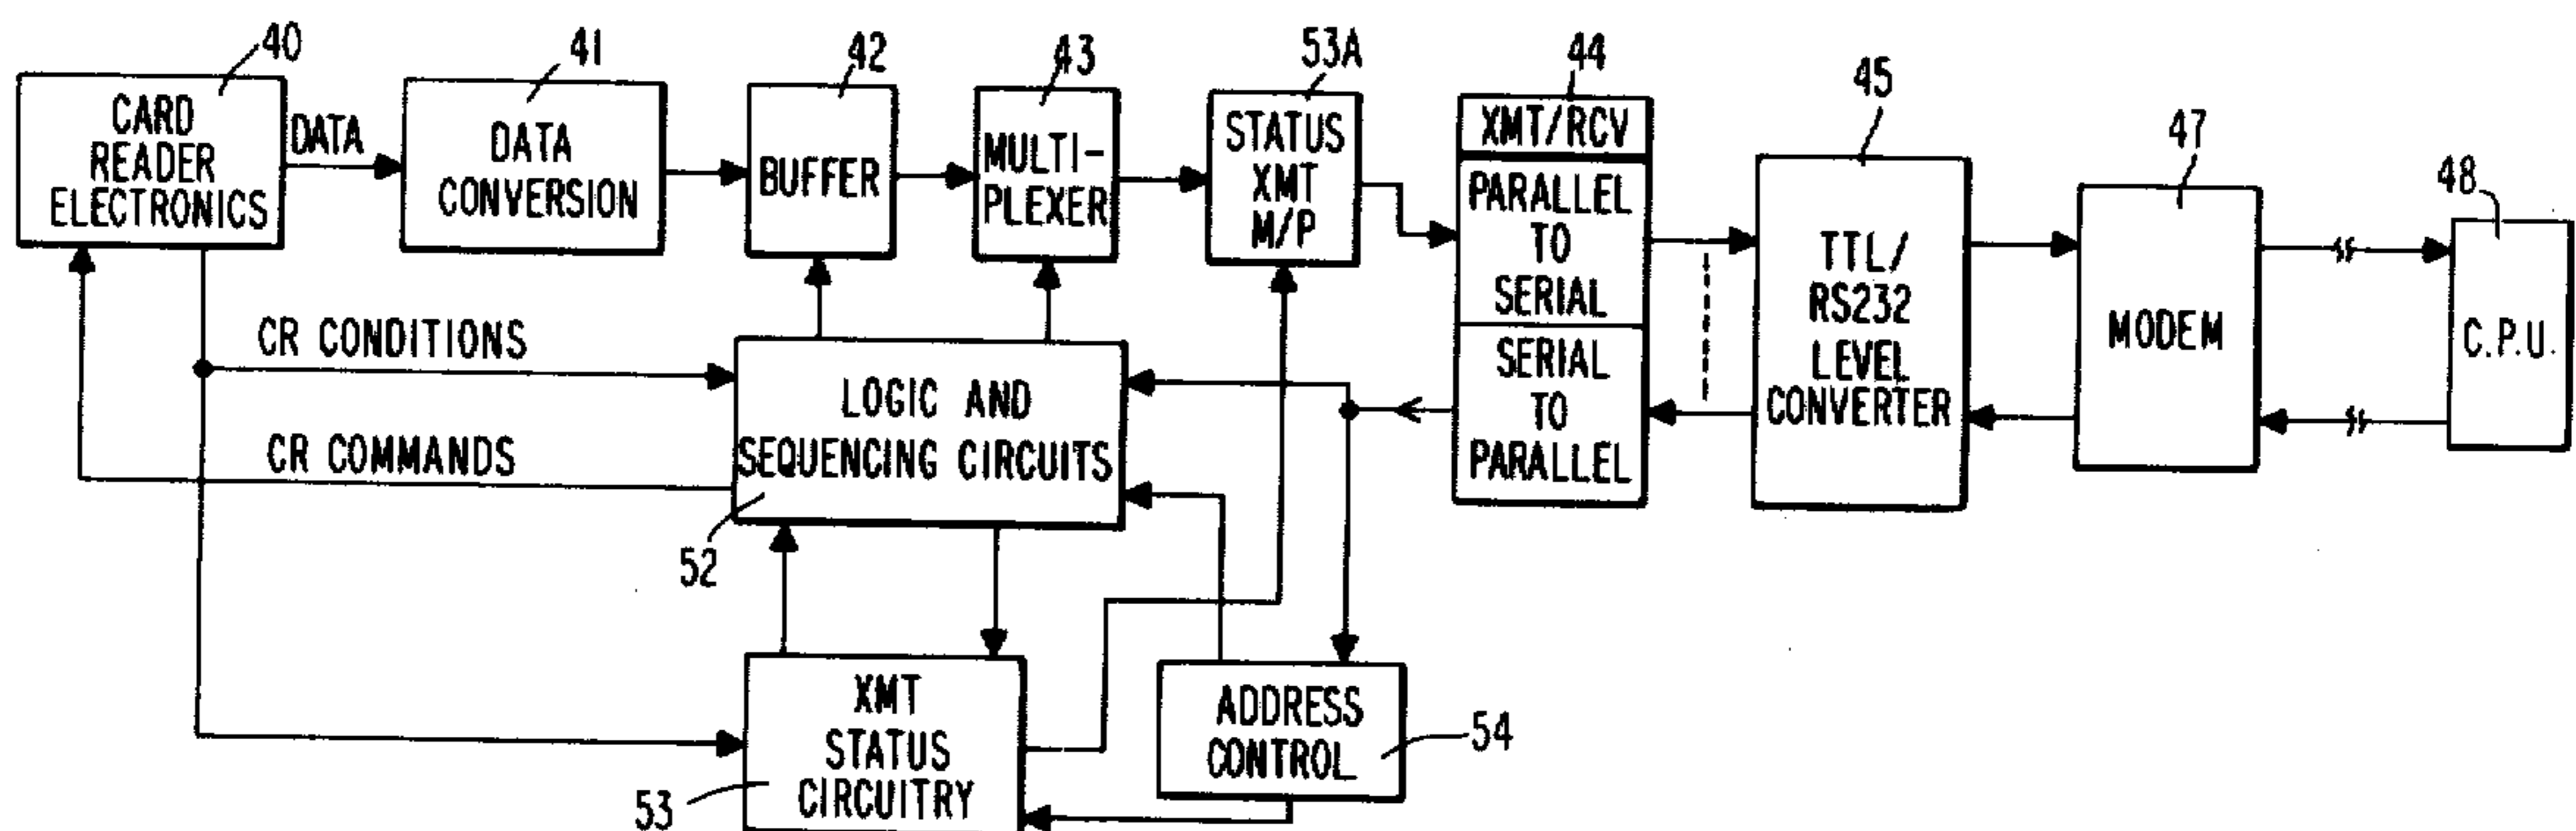 40
CARD
READER
ELECTRONICS
DATA
41
DATA
CONVERSION
42
BUFFER
43
MULTI-
PLEXER
53A
STATUS
XMT
M/P
44
XMT/RCV
PARALLEL
TO
SERIAL
SERIAL
TO
PARALLEL
45
TTL/
RS232
LEVEL
CONVERTER
47
MODEM
48
C.P.U.
CR CONDITIONS
CR COMMANDS
LOGIC AND
SEQUENCING CIRCUITS
52
XMT
STATUS
CIRCUITRY
53
ADDRESS
CONTROL
54